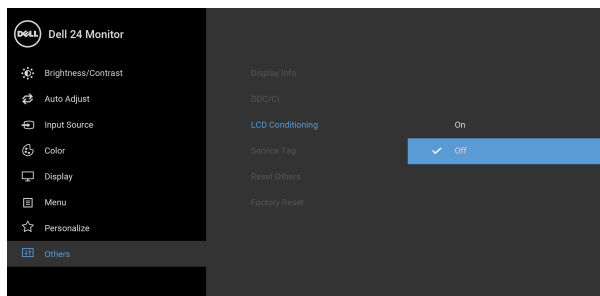 DELL Dell 24 Monitor
Brightness/Contrast Display Info
Auto Adjust DDC/CI
Input Source LCD Conditioning On
Color Service Tag Off
Display Reset Others
Menu Factory Reset
Personalize
Others